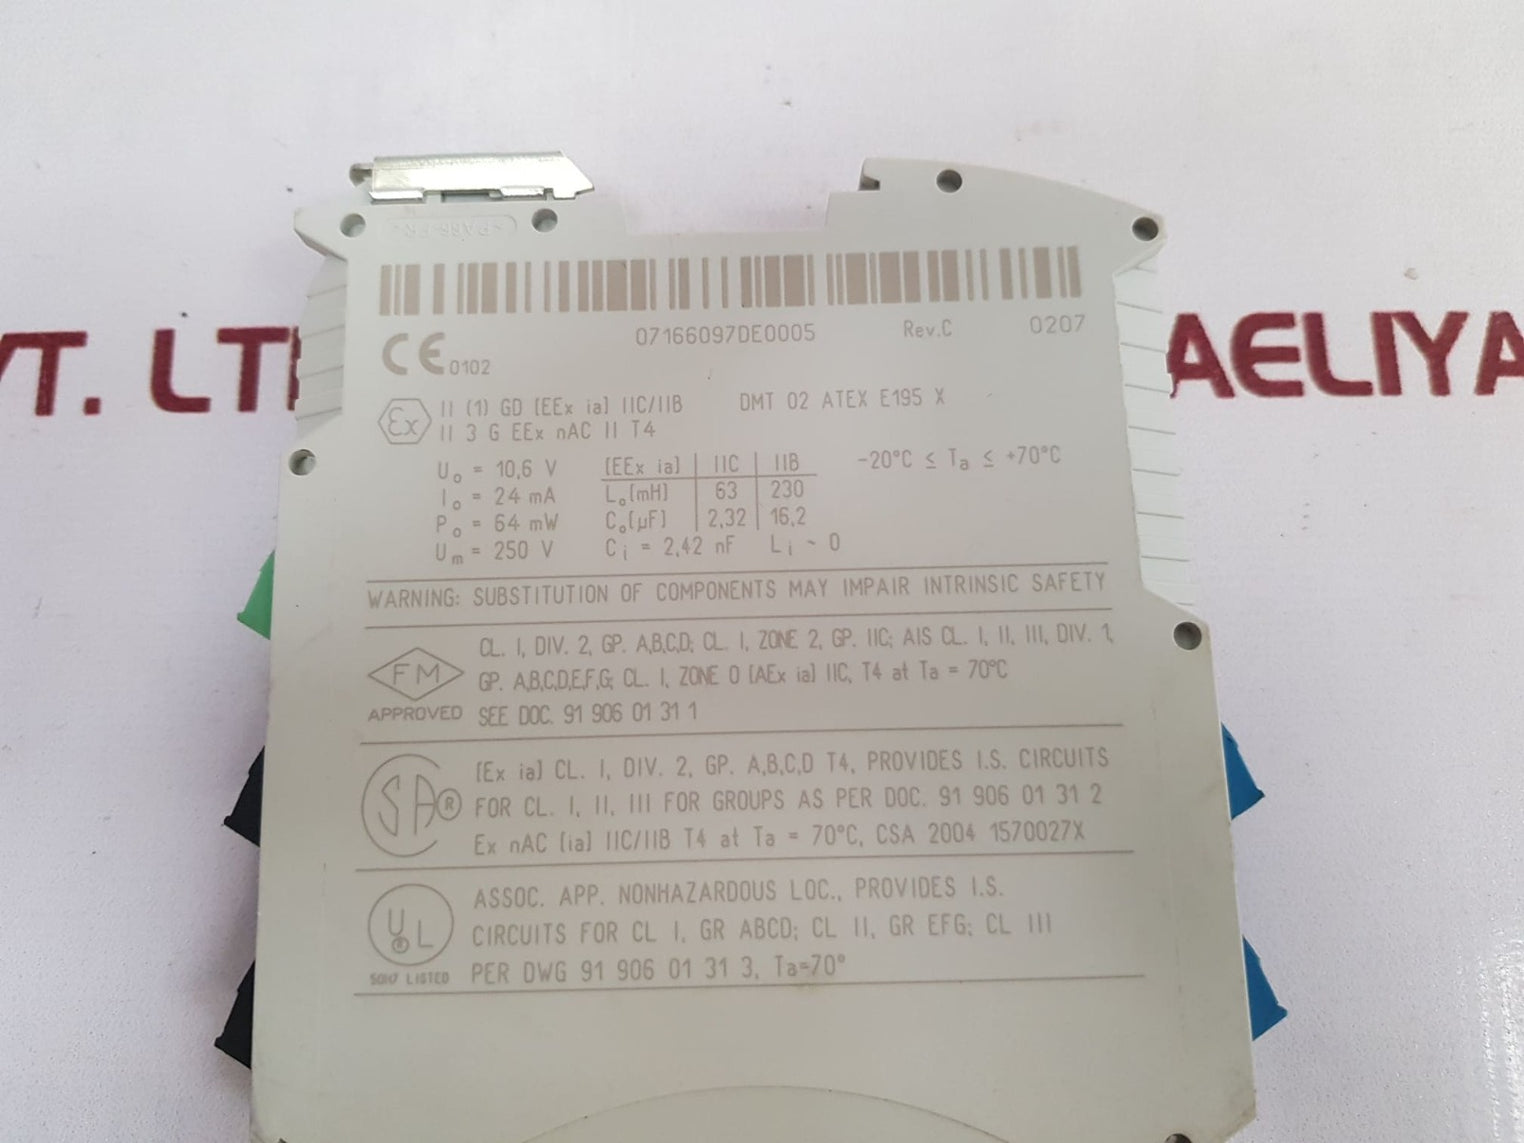 VT. LT AELIYA
PA66-FR
07166097DE0005 Rev.C 0207
CE 0102
Ex II (1) GD [EEx ia] IIC/IIB DMT 02 ATEX E195 X
II 3 G EEx nAC II T4
Uo = 10,6 V [EEx ia] IIC IIB -20°C ≤ Ta ≤ +70°C
Io = 24 mA Lo[mH] 63 230
Po = 64 mW Co[µF] 2,32 16,2
Um = 250 V Ci = 2,42 nF Li ~ 0
WARNING: SUBSTITUTION OF COMPONENTS MAY IMPAIR INTRINSIC SAFETY
CL. I, DIV. 2, GP. A,B,C,D; CL. I, ZONE 2, GP. IIC; AIS CL. I, II, III, DIV. 1,
FM GP. A,B,C,D,E,F,G; CL. I, ZONE 0 [AEx ia] IIC, T4 at Ta = 70°C
APPROVED SEE DOC. 91 906 01 31 1
[Ex ia] CL. I, DIV. 2, GP. A,B,C,D T4, PROVIDES I.S. CIRCUITS
SA® FOR CL. I, II, III FOR GROUPS AS PER DOC. 91 906 01 31 2
Ex nAC [ia] IIC/IIB T4 at Ta = 70°C, CSA 2004 1570027X
ASSOC. APP. NONHAZARDOUS LOC., PROVIDES I.S.
UL® CIRCUITS FOR CL I, GR ABCD; CL II, GR EFG; CL III
LISTED PER DWG 91 906 01 31 3, Ta=70°